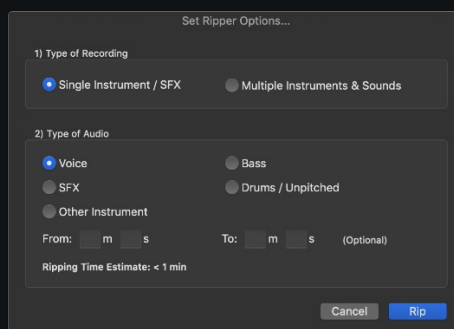 Set Ripper Options...
1) Type of Recording
Single Instrument / SFX Multiple Instruments & Sounds
2) Type of Audio
Voice Bass
SFX Drums / Unpitched
Other Instrument
From: m s To: m s (Optional)
Ripping Time Estimate: < 1 min
Cancel Rip